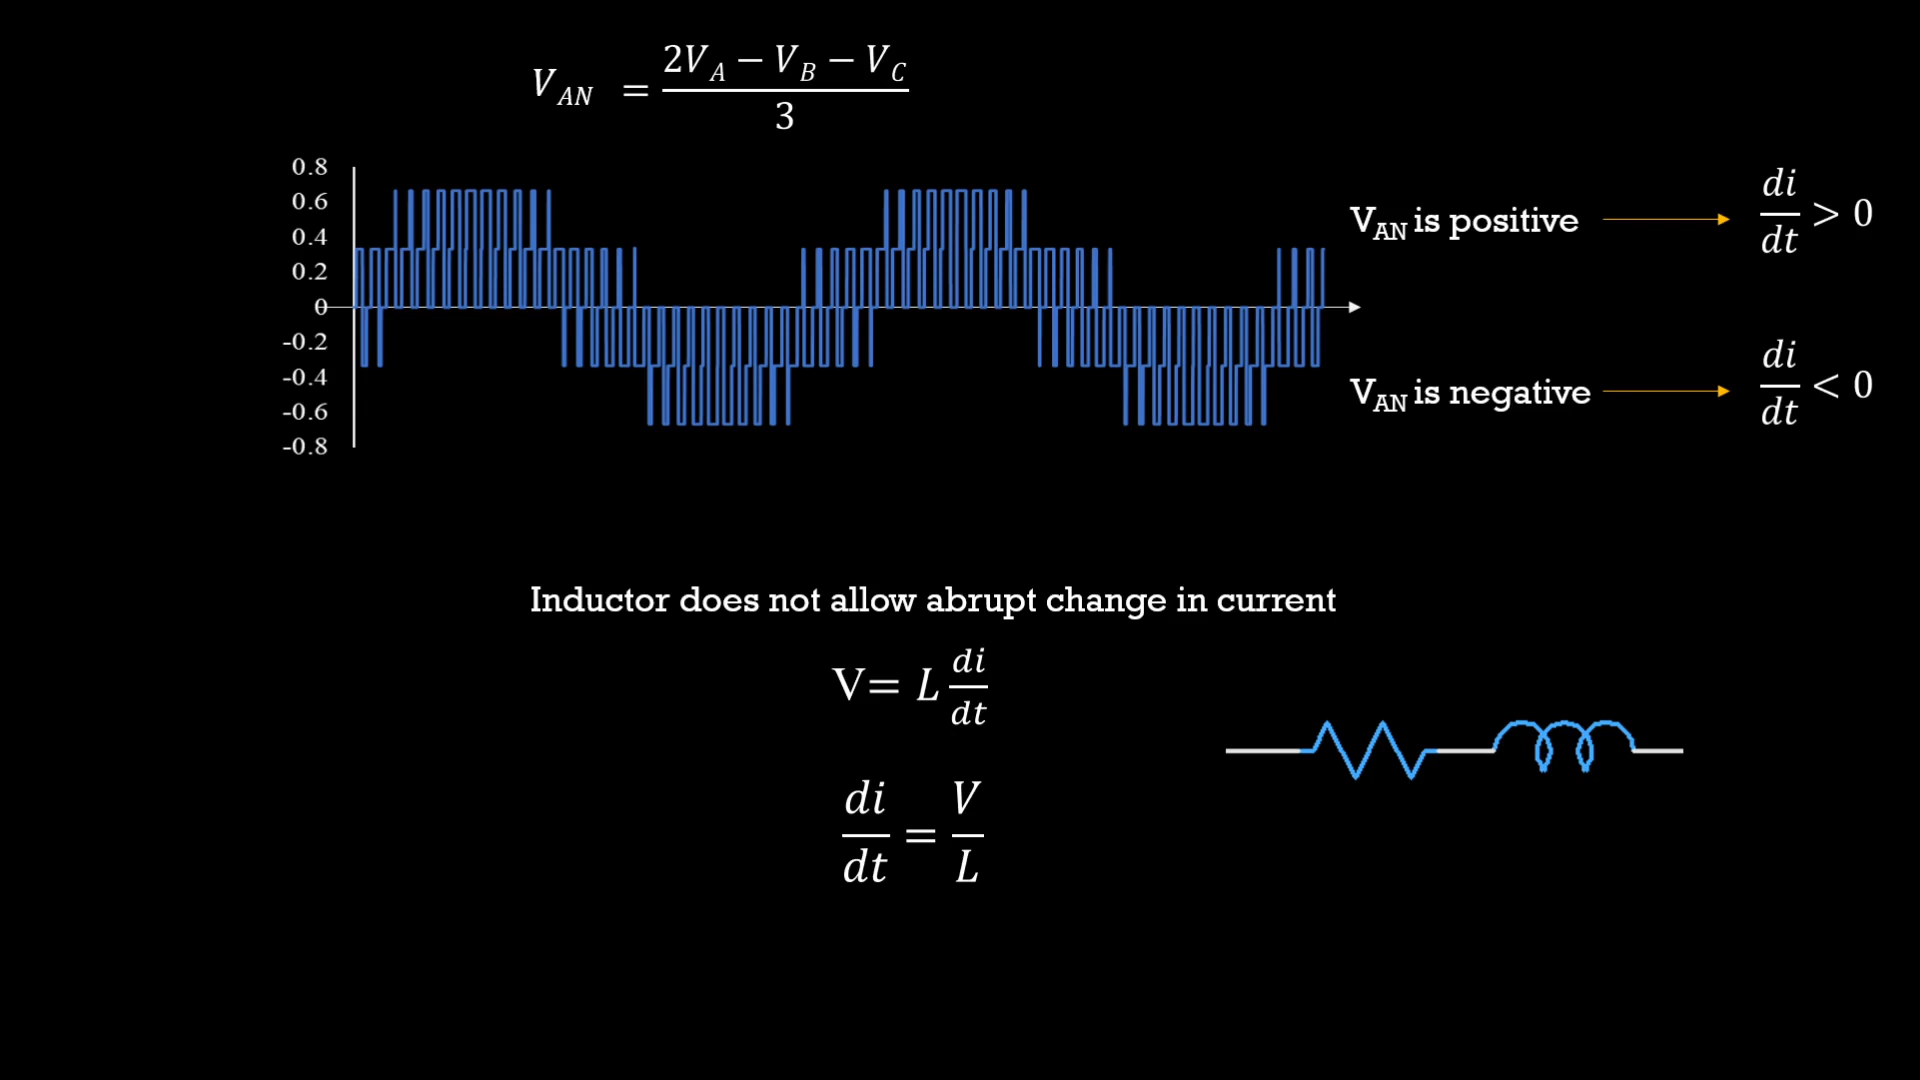 V_AN = (2V_A − V_B − V_C)/3
0.8
0.6
0.4
0.2
0
-0.2
-0.4
-0.6
-0.8
V_AN is positive
di/dt > 0
V_AN is negative
di/dt < 0
Inductor does not allow abrupt change in current
V= L di/dt
di/dt = V/L